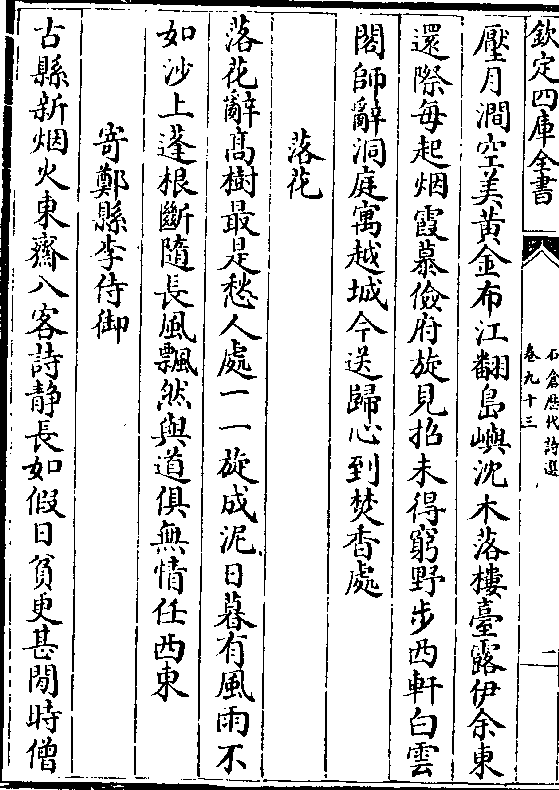 欽定四庫全書
石倉歷代詩選
卷九十三
二
壓月澗空美黄金布江翻島嶼沈木落樓臺露伊余東
還際每起烟霞慕儉府旋見招未得窮野步西軒白雲
閣師辭洞庭寓越城今送歸心到焚香處
落花
落花辭髙樹最是愁人處一一旋成泥日暮有風雨不
如沙上蓬根斷隨長風飄然與道俱無情任西東
寄鄭縣李侍御
古縣新烟火東齋入客詩静長如假日貧更甚閒時僧